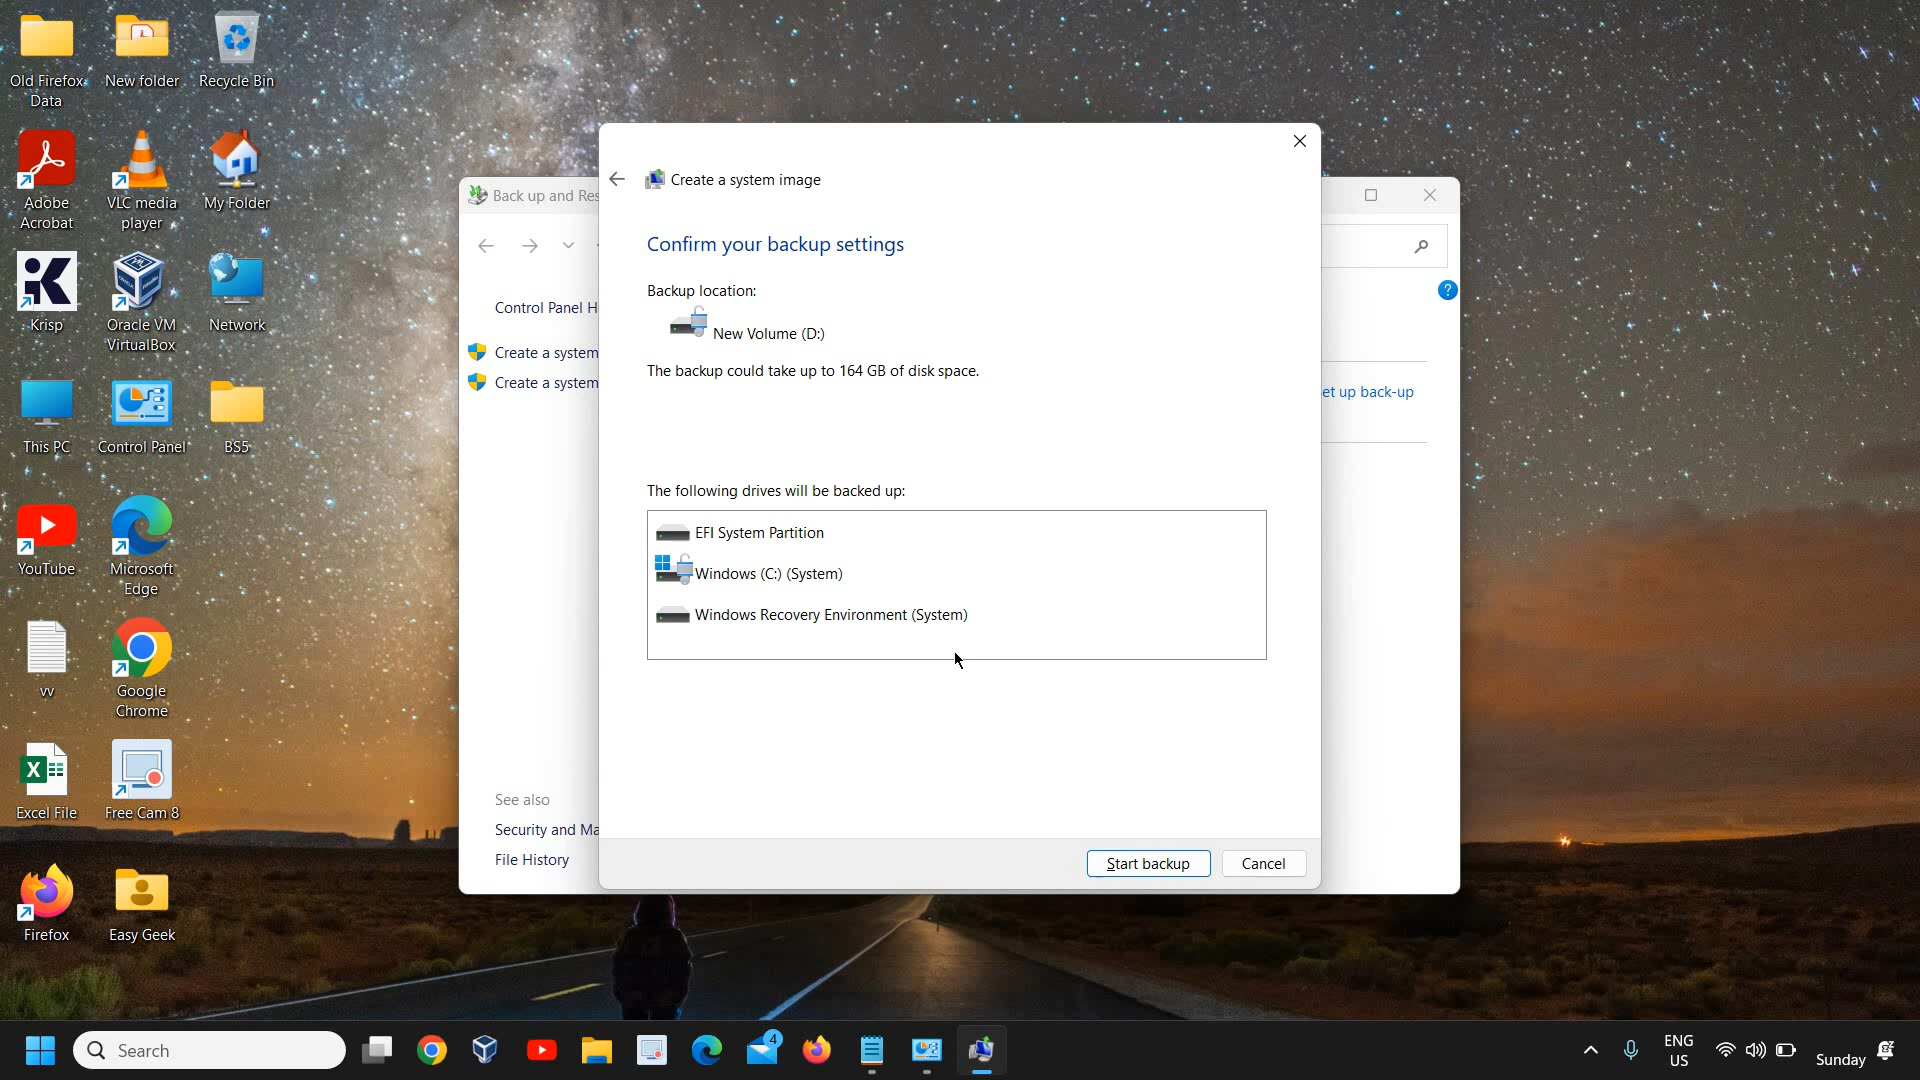 Old Firefox
Data
New folder
Recycle Bin
Adobe
Acrobat
VLC media
player
My Folder
Krisp
Oracle VM
VirtualBox
Network
This PC
Control Panel
BS5
YouTube
Microsoft
Edge
vv
Google
Chrome
Excel File
Free Cam 8
Firefox
Easy Geek
Back up and Res
Control Panel H
Create a system
Create a system
See also
Security and Ma
File History
et up back-up
?
Create a system image
Confirm your backup settings
Backup location:
New Volume (D:)
The backup could take up to 164 GB of disk space.
The following drives will be backed up:
EFI System Partition
Windows (C:) (System)
Windows Recovery Environment (System)
Start backup
Cancel
Search
4
ENG
US
Sunday